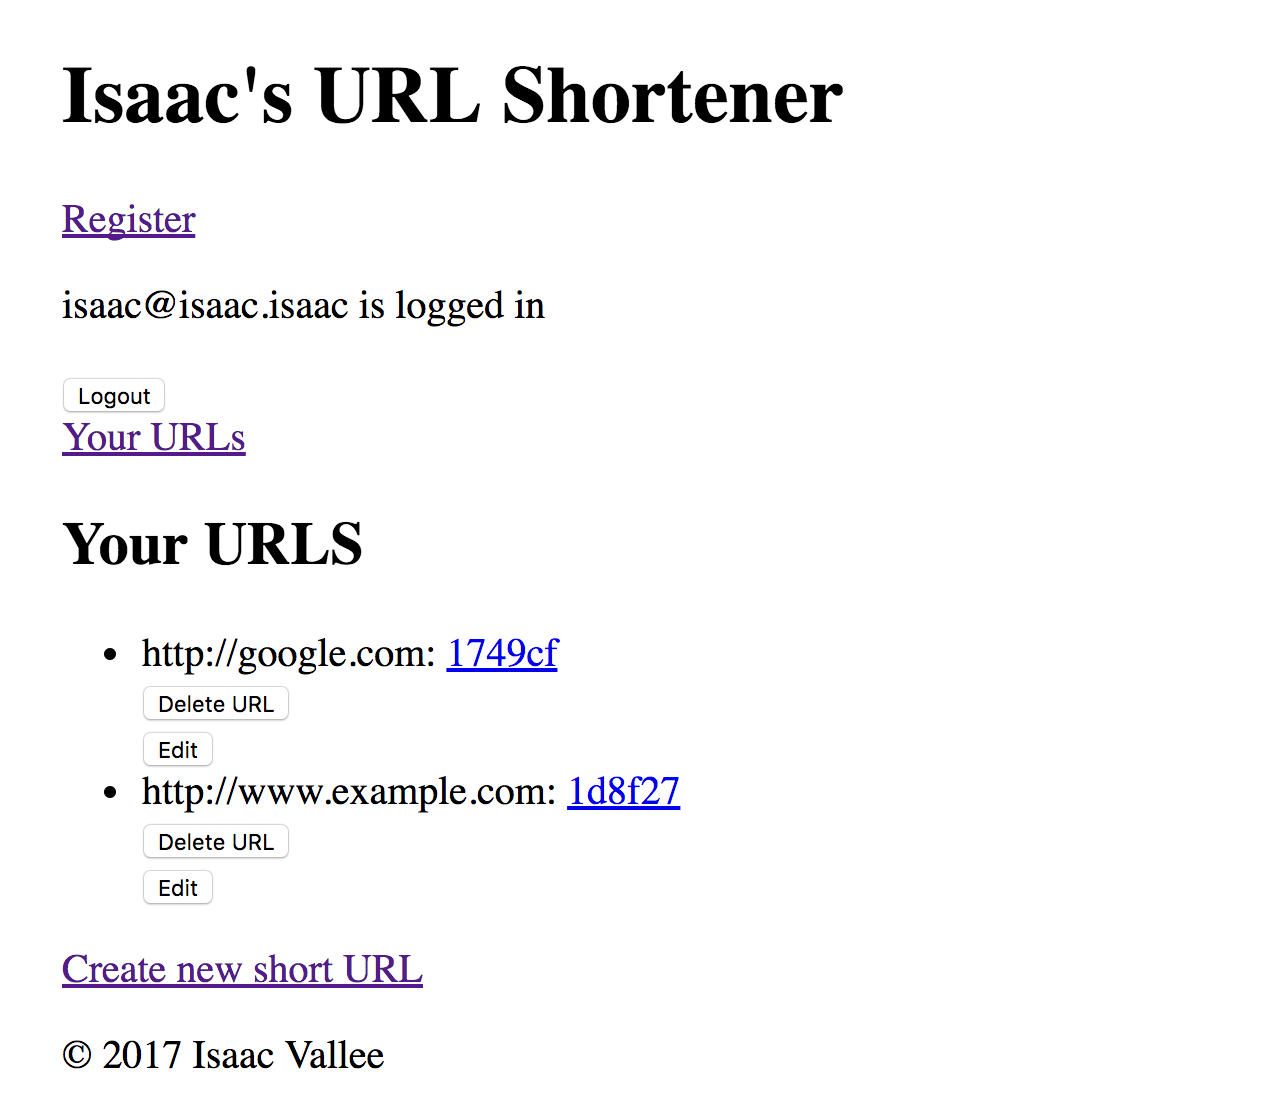 Isaac's URL Shortener
Register
isaac@isaac.isaac is logged in
Logout
Your URLs
Your URLS
http://google.com: 1749cf
Delete URL
Edit
http://www.example.com: 1d8f27
Delete URL
Edit
Create new short URL
© 2017 Isaac Vallee